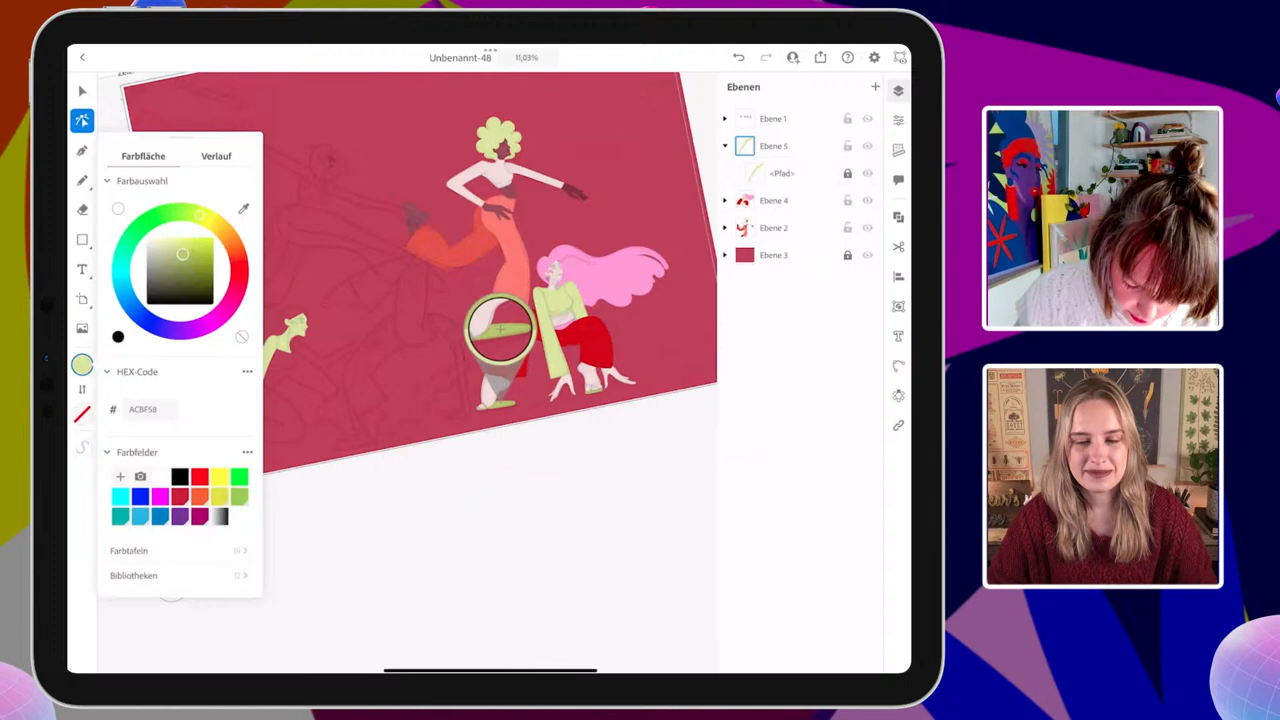 Unbenannt-48
11,03%
Ebenen
Ebene 1
Ebene 5
<Pfad>
Ebene 4
Ebene 2
Ebene 3
Farbfläche
Verlauf
Farbauswahl
HEX-Code
# ACBF58
Farbfelder
Farbtafeln
Bibliotheken